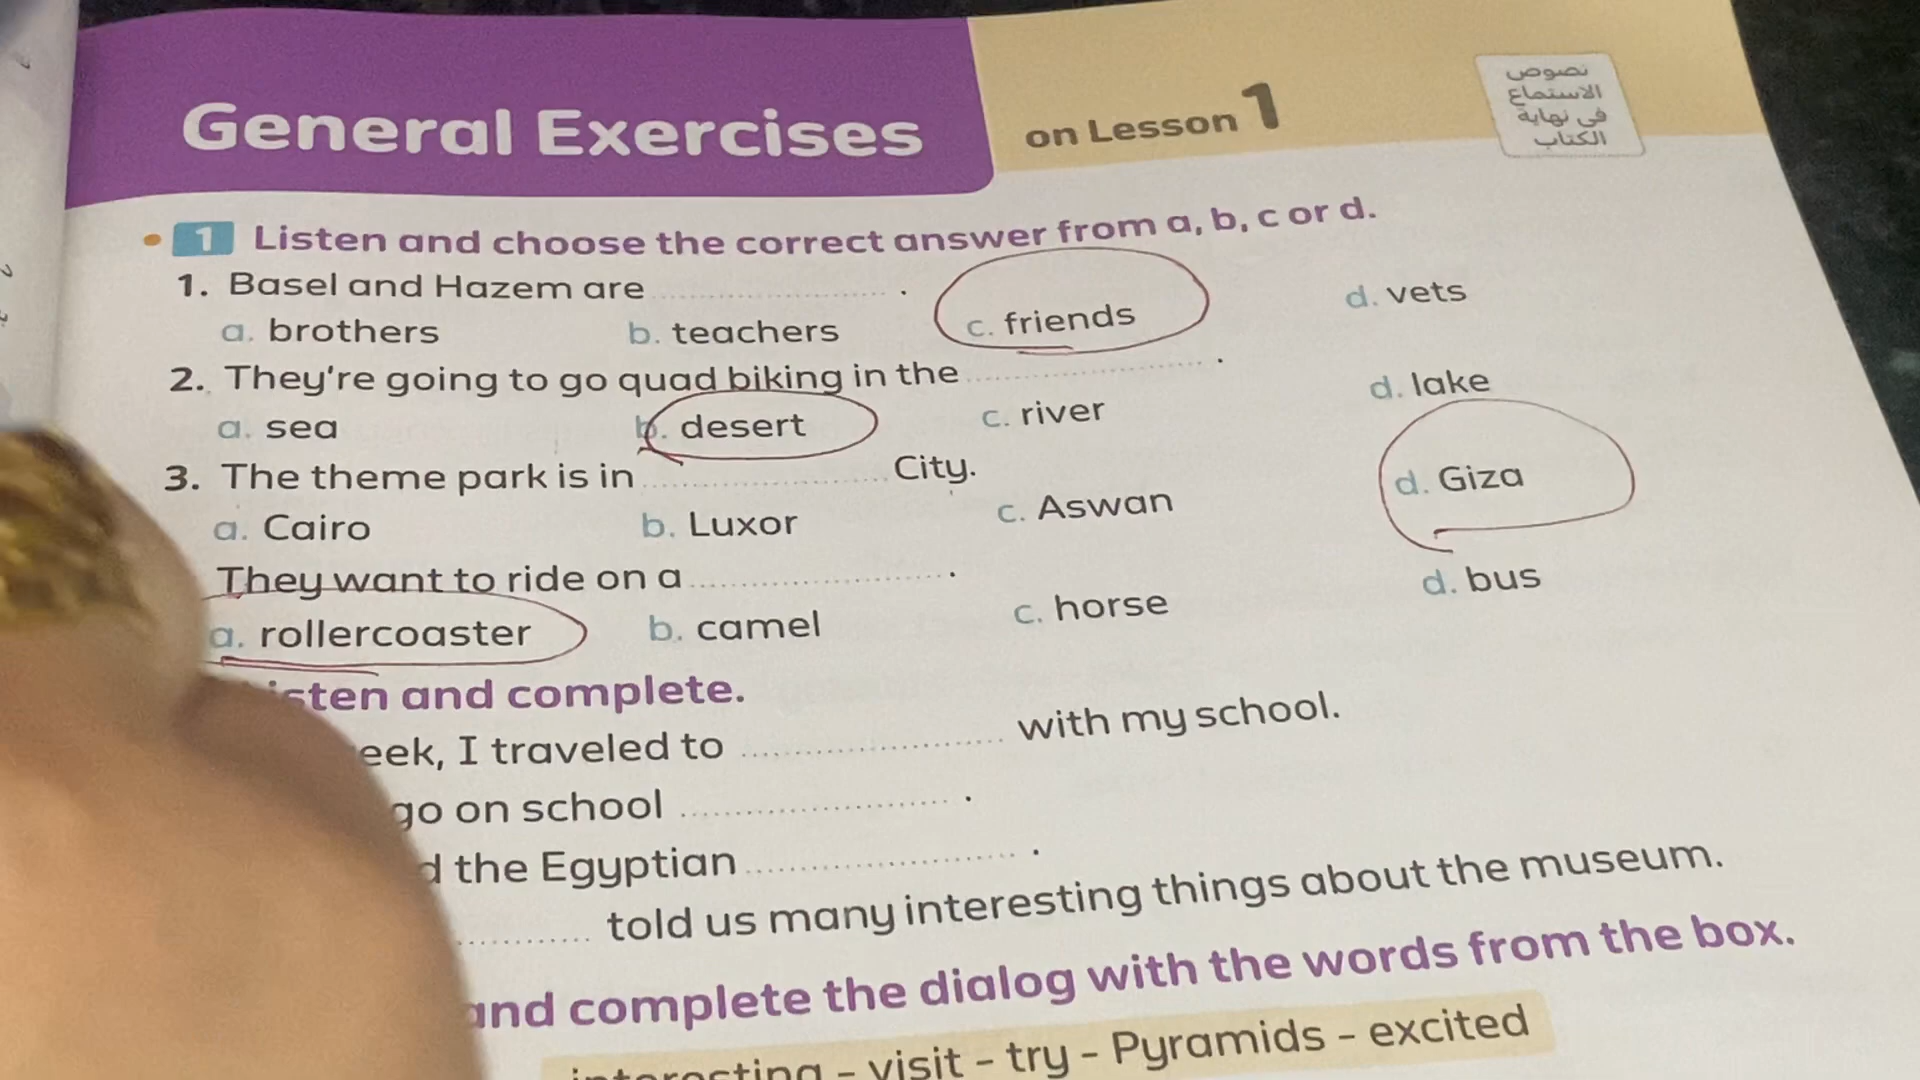 General Exercises on Lesson 1
نصوص
الاستماع
فى نهاية
الكتاب
1 Listen and choose the correct answer from a, b, c or d.
1. Basel and Hazem are .................... .
a. brothers b. teachers c. friends d. vets
2. They're going to go quad biking in the .................... .
a. sea b. desert c. river d. lake
3. The theme park is in .................... City.
a. Cairo b. Luxor c. Aswan d. Giza
They want to ride on a .................... .
a. rollercoaster b. camel c. horse d. bus
and complete.
I traveled to .................... with my school.
go on school .................... .
the Egyptian .................... .
.................... told us many interesting things about the museum.
and complete the dialog with the words from the box.
interesting - visit - try - Pyramids - excited